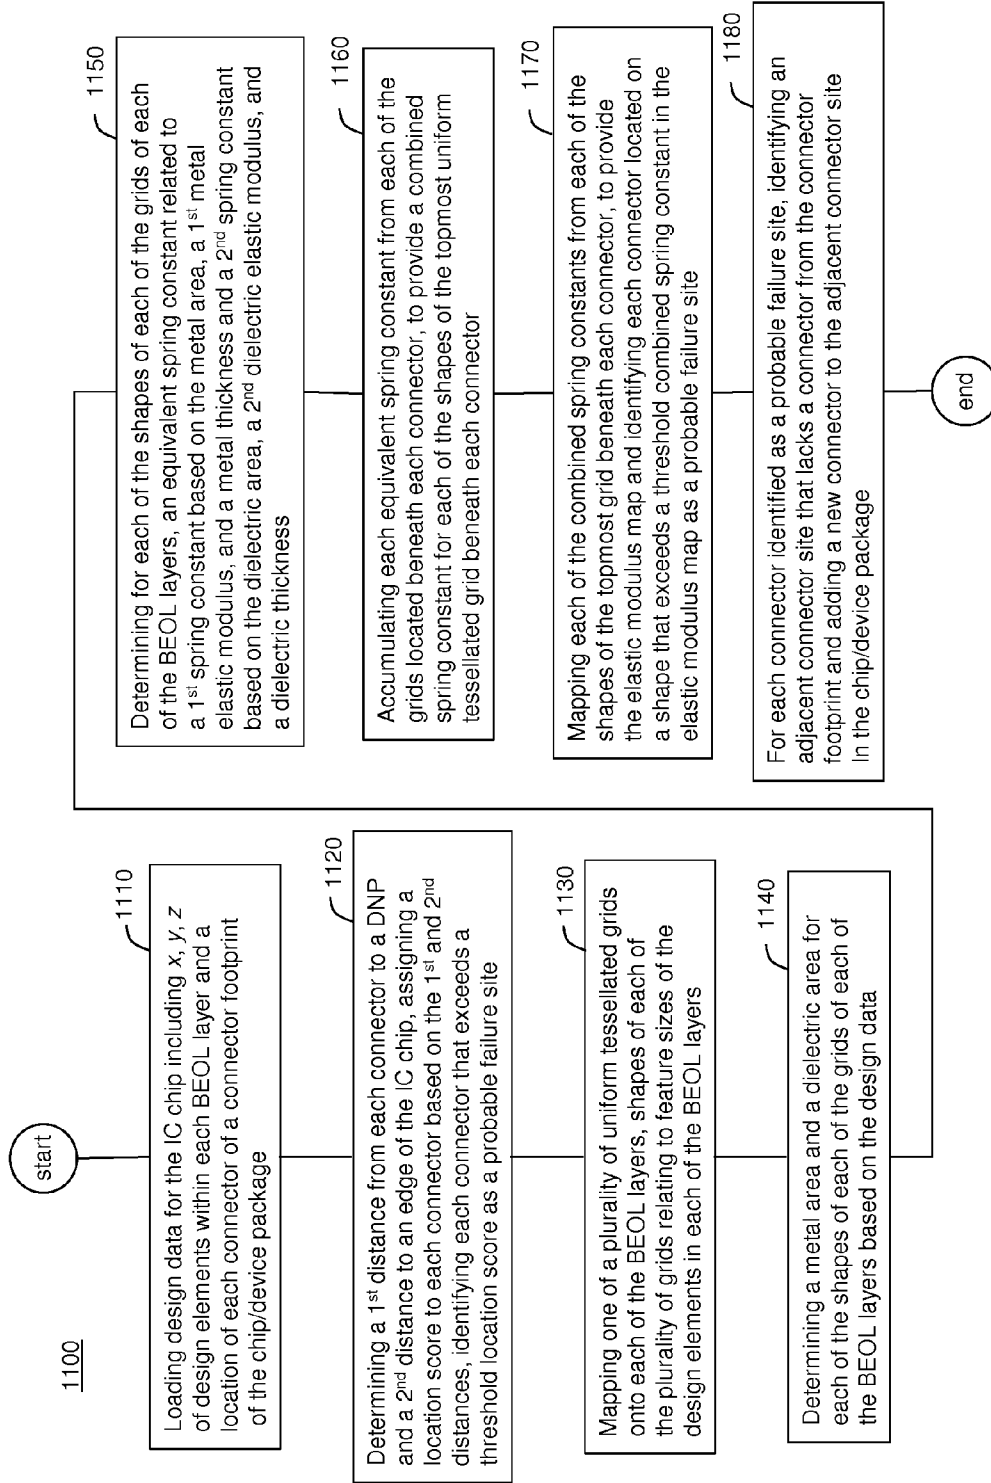 1100
start
1110
Loading design data for the IC chip including x, y, z
of design elements within each BEOL layer and a
location of each connector of a connector footprint
of the chip/device package
1120
Determining a 1st distance from each connector to a DNP
and a 2nd distance to an edge of the IC chip, assigning a
location score to each connector based on the 1st and 2nd
distances, identifying each connector that exceeds a
threshold location score as a probable failure site
1130
Mapping one of a plurality of uniform tessellated grids
onto each of the BEOL layers, shapes of each of
the plurality of grids relating to feature sizes of the
design elements in each of the BEOL layers
1140
Determining a metal area and a dielectric area for
each of the shapes of each of the grids of each of
the BEOL layers based on the design data
1150
Determining for each of the shapes of each of the grids of each
of the BEOL layers, an equivalent spring constant related to
a 1st spring constant based on the metal area, a 1st metal
elastic modulus, and a metal thickness and a 2nd spring constant
based on the dielectric area, a 2nd dielectric elastic modulus, and
a dielectric thickness
1160
Accumulating each equivalent spring constant from each of the
grids located beneath each connector, to provide a combined
spring constant for each of the shapes of the topmost uniform
tessellated grid beneath each connector
1170
Mapping each of the combined spring constants from each of the
shapes of the topmost grid beneath each connector, to provide
the elastic modulus map and identifying each connector located on
a shape that exceeds a threshold combined spring constant in the
elastic modulus map as a probable failure site
1180
For each connector identified as a probable failure site, identifying an
adjacent connector site that lacks a connector from the connector
footprint and adding a new connector to the adjacent connector site
In the chip/device package
end